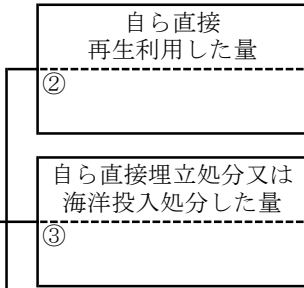 自ら直接
再生利用した量
②
自ら直接埋立処分又は
海洋投入処分した量
③